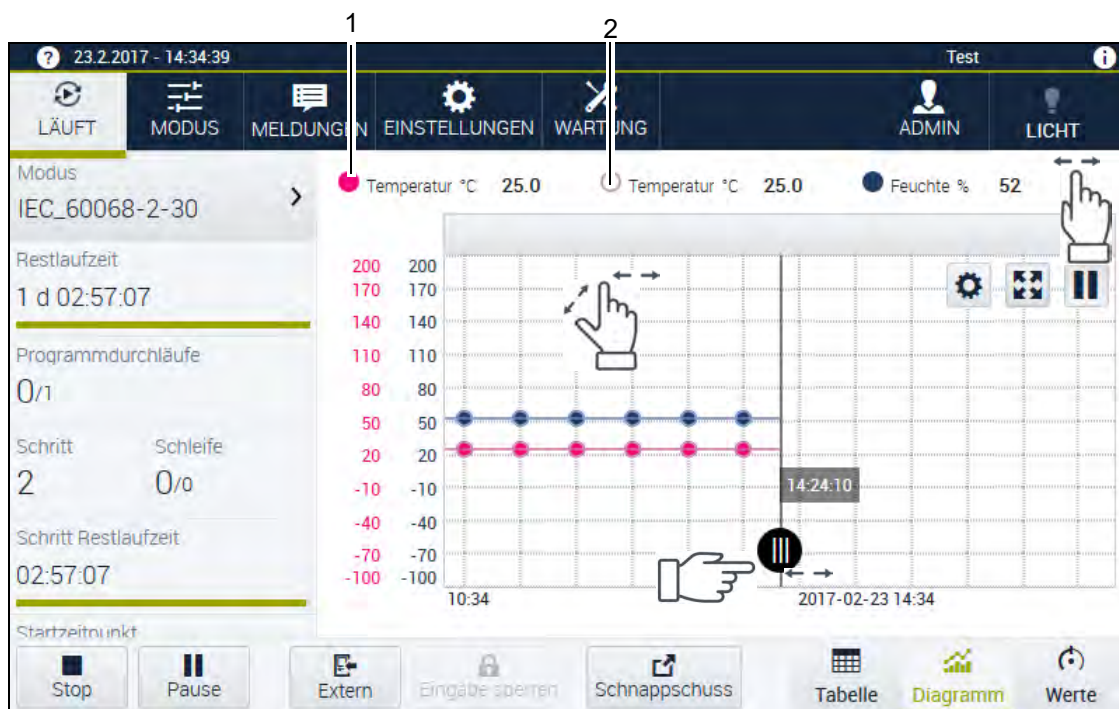 1 2
23.2.2017 - 14:34:39 Test
LÄUFT MODUS MELDUNGEN EINSTELLUNGEN WARTUNG ADMIN LICHT
Modus
IEC_60068-2-30
Restlaufzeit
1 d 02:57:07
Programmdurchläufe
0/1
Schritt Schleife
2 0/0
Schritt Restlaufzeit
02:57:07
Startzeitpunkt
Temperatur °C 25.0 Temperatur °C 25.0 Feuchte % 52
200 200
170 170
140 140
110 110
80 80
50 50
20 20
-10 -10
-40 -40
-70 -70
-100 -100
14:24:10
10:34 2017-02-23 14:34
Stop Pause Extern Eingabe sperren Schnappschuss Tabelle Diagramm Werte